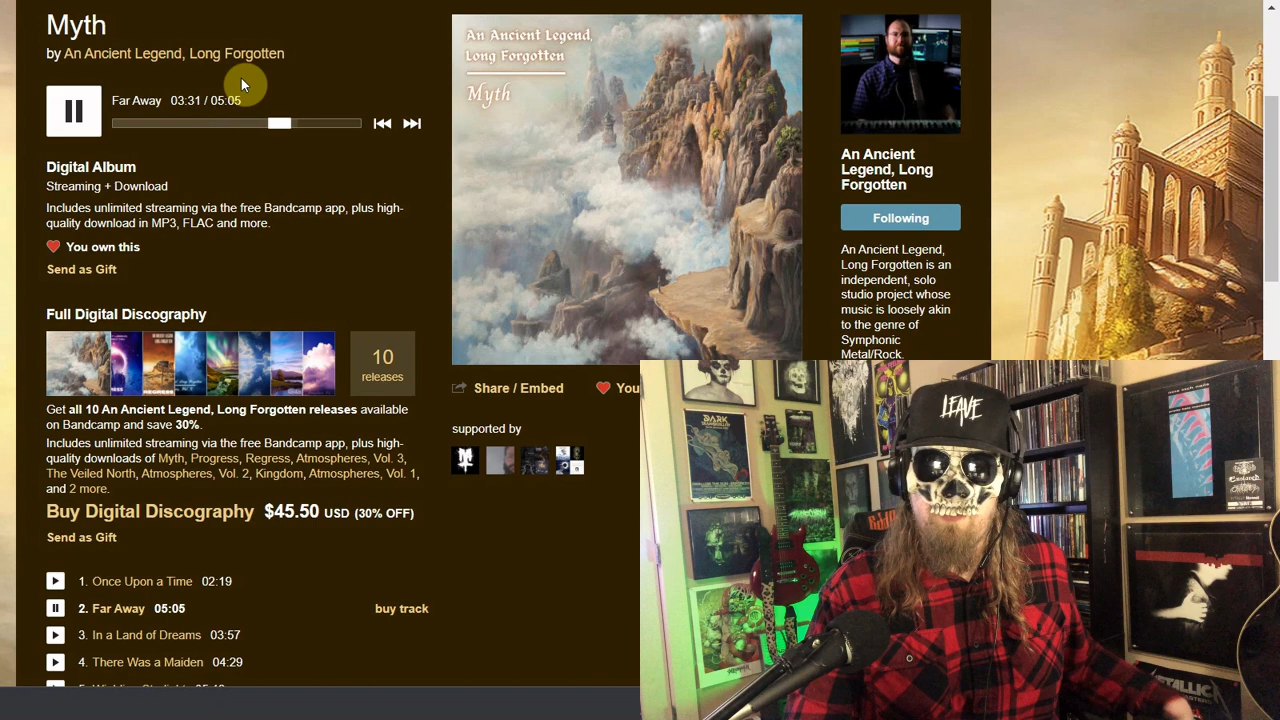 Myth
by An Ancient Legend, Long Forgotten
Far Away 03:31 / 05:05
Digital Album
Streaming + Download
Includes unlimited streaming via the free Bandcamp app, plus high-
quality download in MP3, FLAC and more.
You own this
Send as Gift
Full Digital Discography
10
releases
Get all 10 An Ancient Legend, Long Forgotten releases available
on Bandcamp and save 30%.
Includes unlimited streaming via the free Bandcamp app, plus high-
quality downloads of Myth, Progress, Regress, Atmospheres, Vol. 3,
The Veiled North, Atmospheres, Vol. 2, Kingdom, Atmospheres, Vol. 1,
and 2 more.
Buy Digital Discography $45.50 USD (30% OFF)
Send as Gift
1. Once Upon a Time 02:19
2. Far Away 05:05 buy track
3. In a Land of Dreams 03:57
4. There Was a Maiden 04:29
An Ancient Legend,
Long Forgotten
Myth
Share / Embed
You
supported by
An Ancient
Legend, Long
Forgotten
Following
An Ancient Legend,
Long Forgotten is an
independent, solo
studio project whose
music is loosely akin
to the genre of
Symphonic
Metal/Rock.
LEAVE
DARK
METALLIC